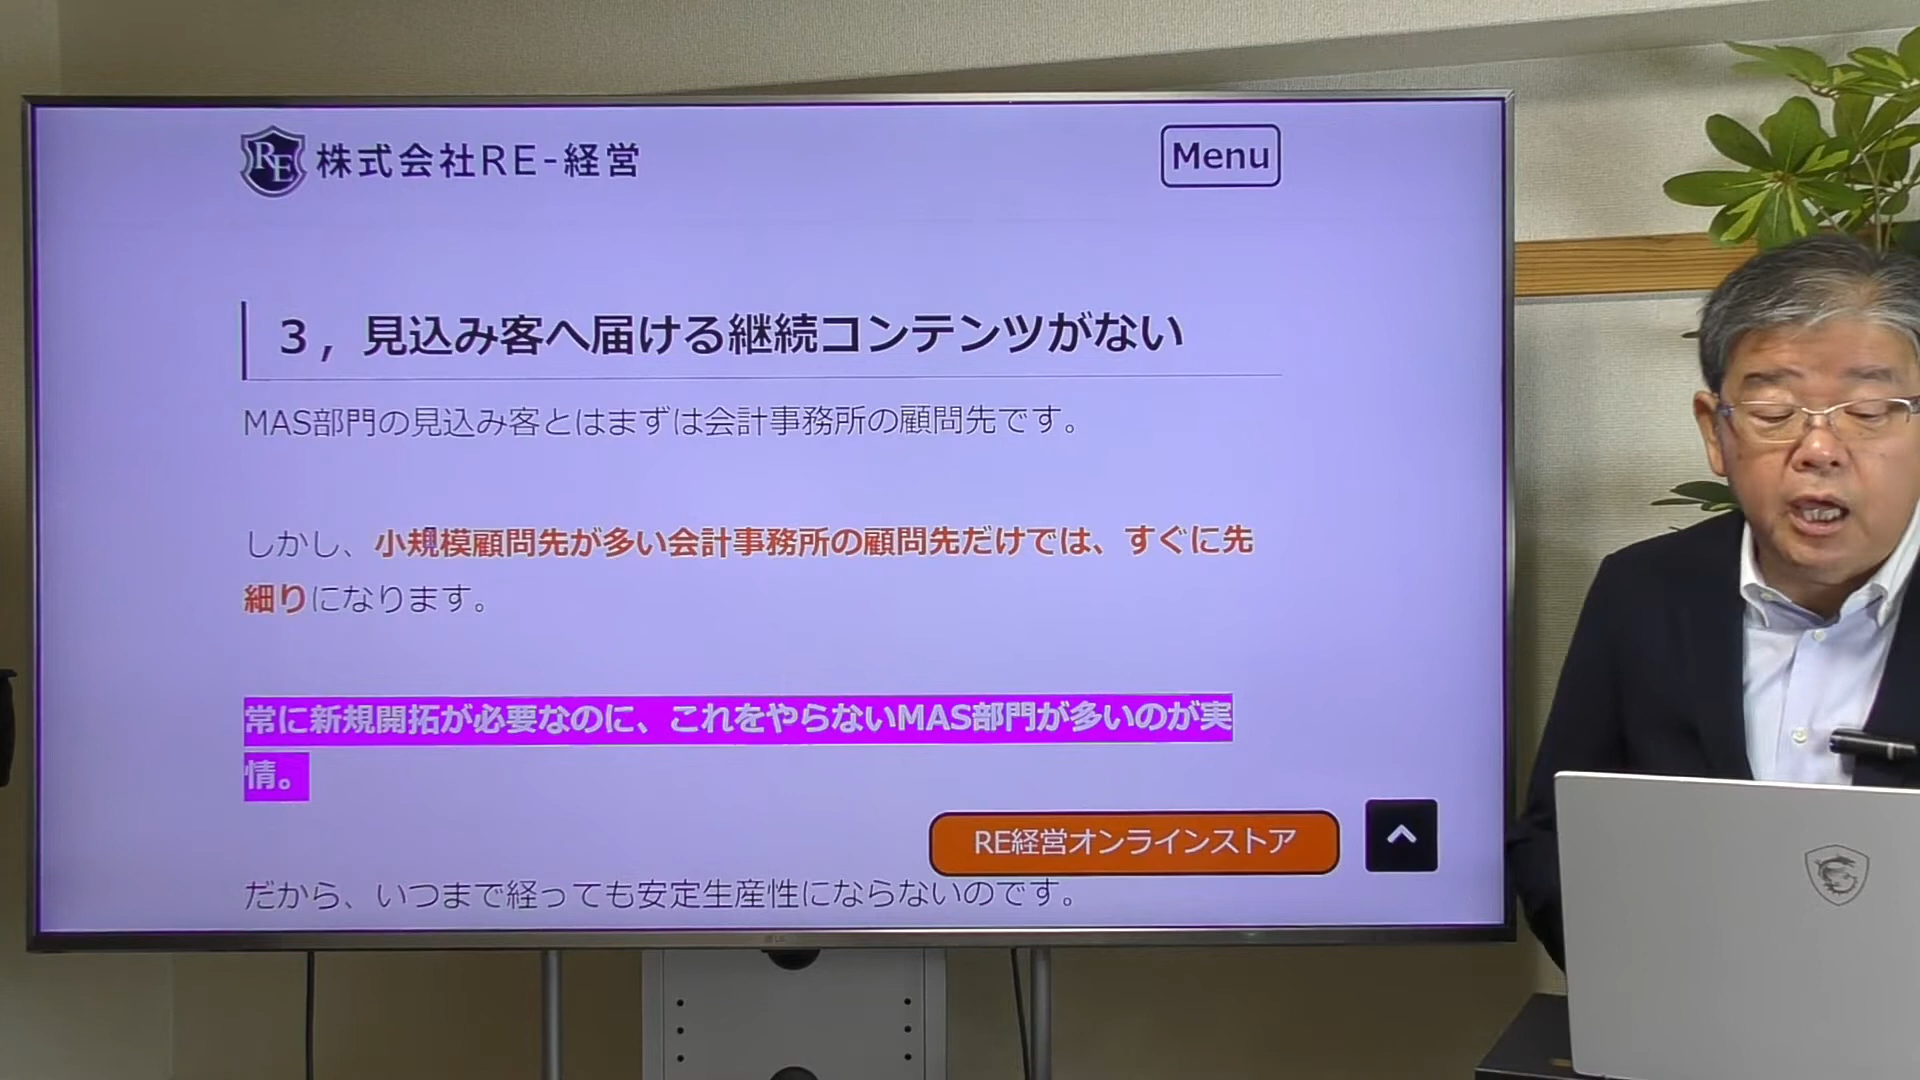 RE 株式会社RE-経営
Menu
3，見込み客へ届ける継続コンテンツがない
MAS部門の見込み客とはまずは会計事務所の顧問先です。
しかし、小規模顧問先が多い会計事務所の顧問先だけでは、すぐに先
細りになります。
常に新規開拓が必要なのに、これをやらないMAS部門が多いのが実
情。
RE経営オンラインストア
だから、いつまで経っても安定生産性にならないのです。